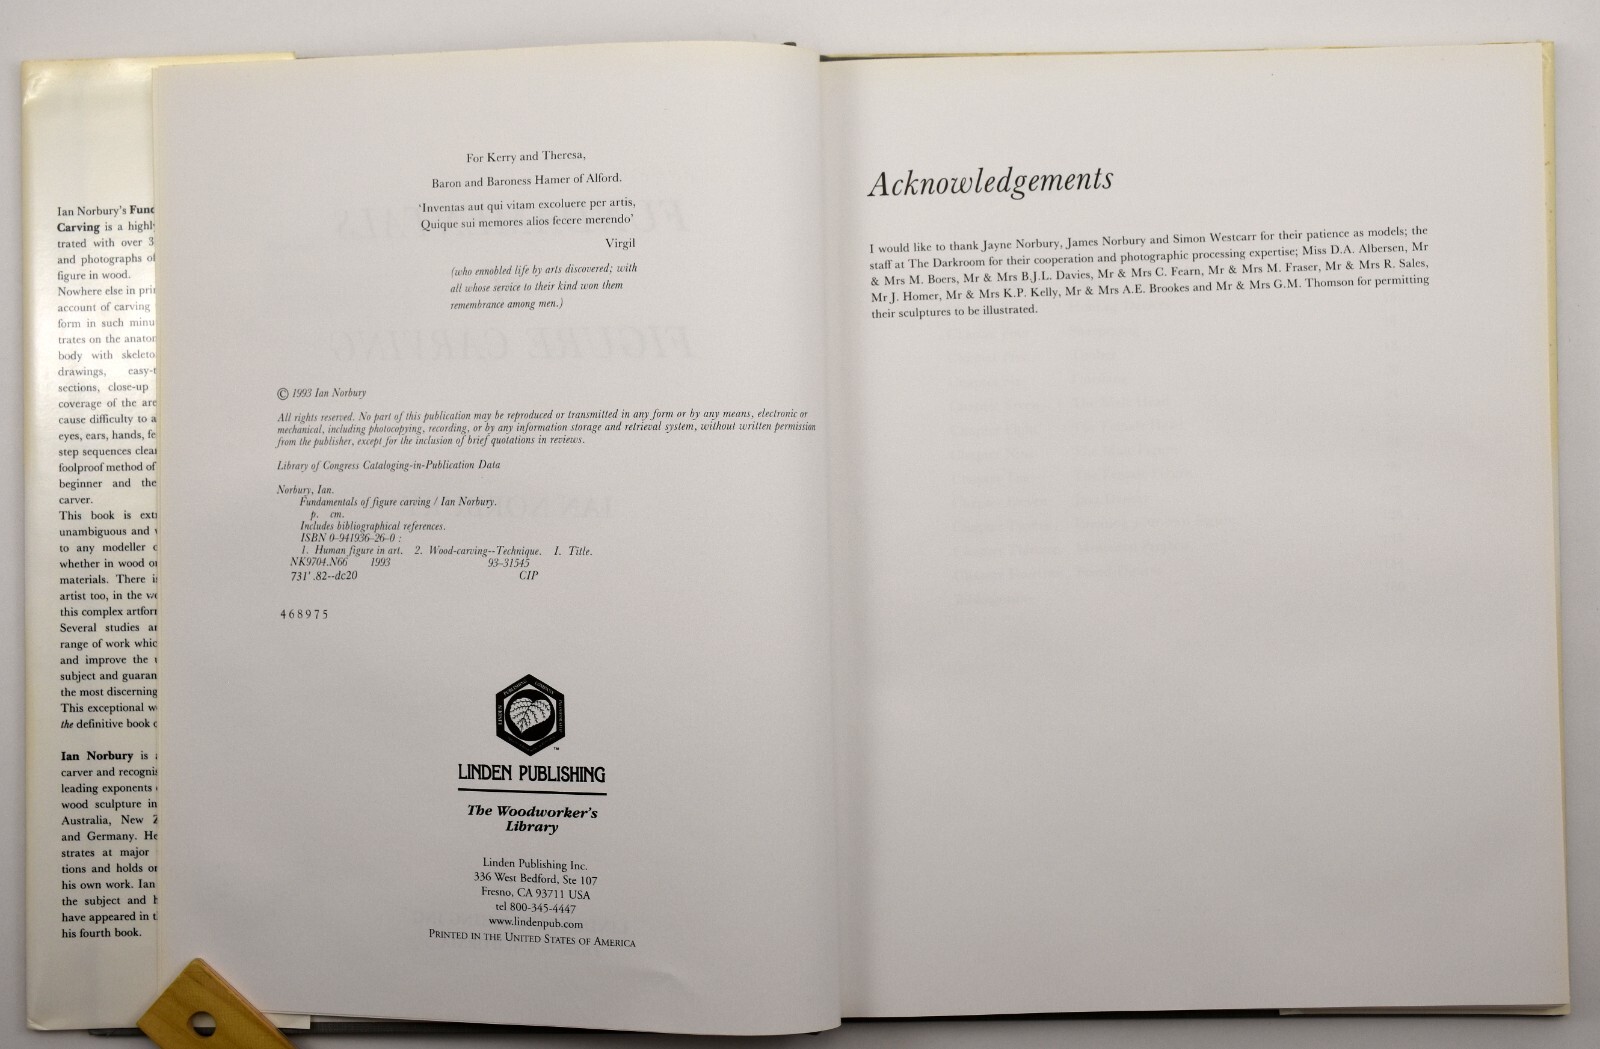 Ian Norbury's Fund
Carving is a highl
trated with over 3
and photographs of
figure in wood.
Nowhere else in pri
account of carving
form in such minu
trates on the anator
body with skeleto
drawings, easy-t
sections, close-up
coverage of the are
cause difficulty to a
eyes, ears, hands, fe
step sequences clea
foolproof method of
beginner and the
carver.
This book is ext
unambiguous and
to any modeller
whether in wood or
materials. There i
artist too, in the
this complex artform
Several studies ar
range of work whic
and improve the
subject and guaran
the most discerning
This exceptional w
the definitive book
Ian Norbury is
carver and recogni
leading exponents
wood sculpture in
Australia, New Z
and Germany. He
strates at major
tions and holds or
his own work. Ian
the subject and
have appeared in t
his fourth book.
For Kerry and Theresa,
Baron and Baroness Hamer of Alford.
'Inventas aut qui vitam excoluere per artis,
Quique sui memores alios fecere merendo'
Virgil
(who ennobled life by arts discovered; with
all whose service to their kind won them
remembrance among men.)
© 1993 Ian Norbury
All rights reserved. No part of this publication may be reproduced or transmitted in any form or by any means, electronic or
mechanical, including photocopying, recording, or by any information storage and retrieval system, without written permission
from the publisher, except for the inclusion of brief quotations in reviews.
Library of Congress Cataloging-in-Publication Data
Norbury, Ian.
Fundamentals of figure carving / Ian Norbury.
p. cm.
Includes bibliographical references.
ISBN 0-941936-26-0 :
1. Human figure in art. 2. Wood-carving--Technique. I. Title.
NK9704.N66 1993 93-31545
731'.82--dc20 CIP
4 6 8 9 7 5
LINDEN PUBLISHING
The Woodworker's
Library
Linden Publishing Inc.
336 West Bedford, Ste 107
Fresno, CA 93711 USA
tel 800-345-4447
www.lindenpub.com
PRINTED IN THE UNITED STATES OF AMERICA
Acknowledgements
I would like to thank Jayne Norbury, James Norbury and Simon Westcarr for their patience as models; the
staff at The Darkroom for their cooperation and photographic processing expertise; Miss D.A. Albersen, Mr
& Mrs M. Boers, Mr & Mrs B.J.L. Davies, Mr & Mrs C. Fearn, Mr & Mrs M. Fraser, Mr & Mrs R. Sales,
Mr J. Homer, Mr & Mrs K.P. Kelly, Mr & Mrs A.E. Brookes and Mr & Mrs G.M. Thomson for permitting
their sculptures to be illustrated.